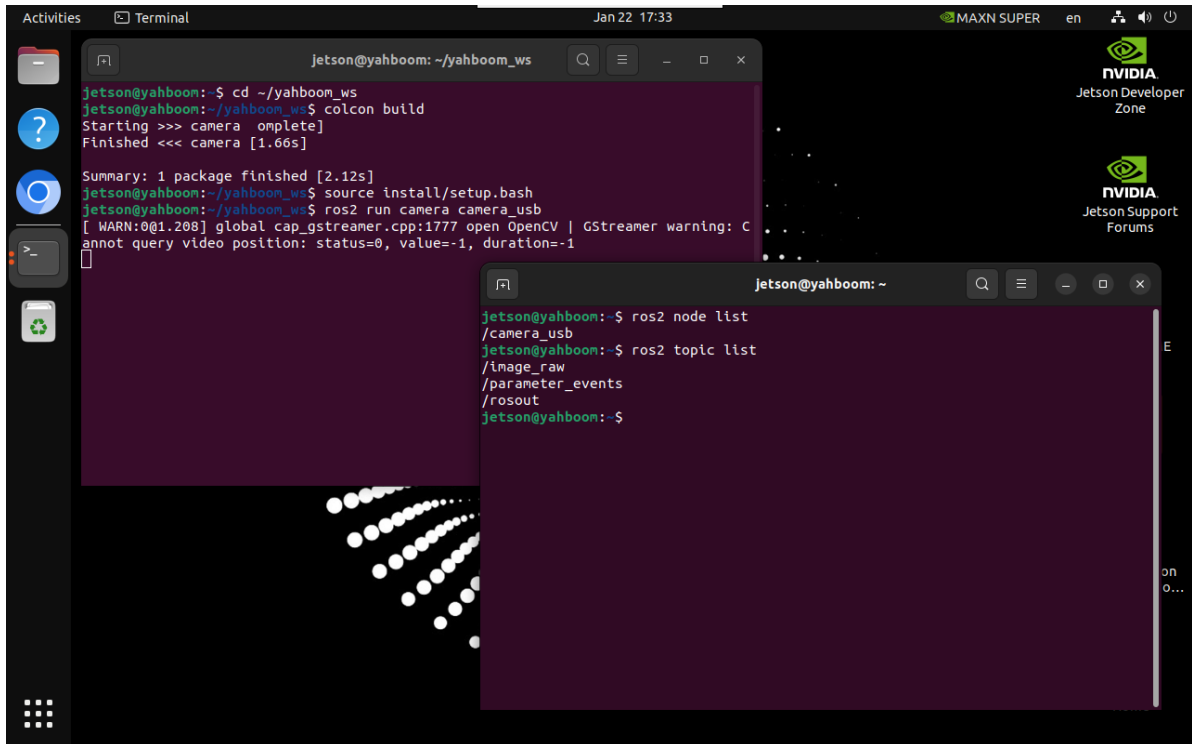 Activities
Terminal
Jan 22 17:33
MAXN SUPER
en
jetson@yahboom: ~/yahboom_ws
jetson@yahboom:~$ cd ~/yahboom_ws
jetson@yahboom:~/yahboom_ws$ colcon build
Starting >>> camera  omplete]
Finished <<< camera [1.66s]
Summary: 1 package finished [2.12s]
jetson@yahboom:~/yahboom_ws$ source install/setup.bash
jetson@yahboom:~/yahboom_ws$ ros2 run camera camera_usb
[ WARN:0@1.208] global cap_gstreamer.cpp:1777 open OpenCV | GStreamer warning: C
annot query video position: status=0, value=-1, duration=-1
jetson@yahboom: ~
jetson@yahboom:~$ ros2 node list
/camera_usb
jetson@yahboom:~$ ros2 topic list
/image_raw
/parameter_events
/rosout
jetson@yahboom:~$
NVIDIA.
Jetson Developer
Zone
NVIDIA.
Jetson Support
Forums
E
on
o...